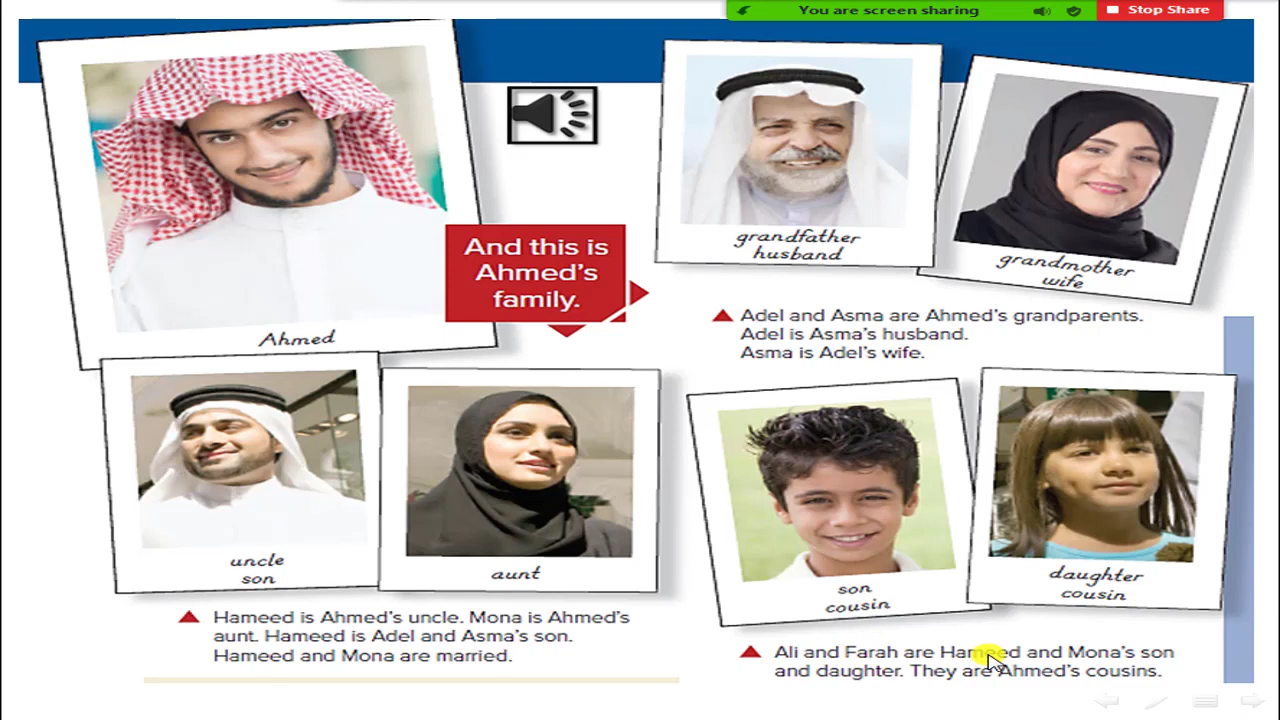 You are screen sharing
Stop Share
And this is
Ahmed's
family.
Ahmed
grandfather
husband
grandmother
wife
Adel and Asma are Ahmed's grandparents.
Adel is Asma's husband.
Asma is Adel's wife.
uncle
son
aunt
Hameed is Ahmed's uncle. Mona is Ahmed's
aunt. Hameed is Adel and Asma's son.
Hameed and Mona are married.
son
cousin
daughter
cousin
Ali and Farah are Hameed and Mona's son
and daughter. They are Ahmed's cousins.